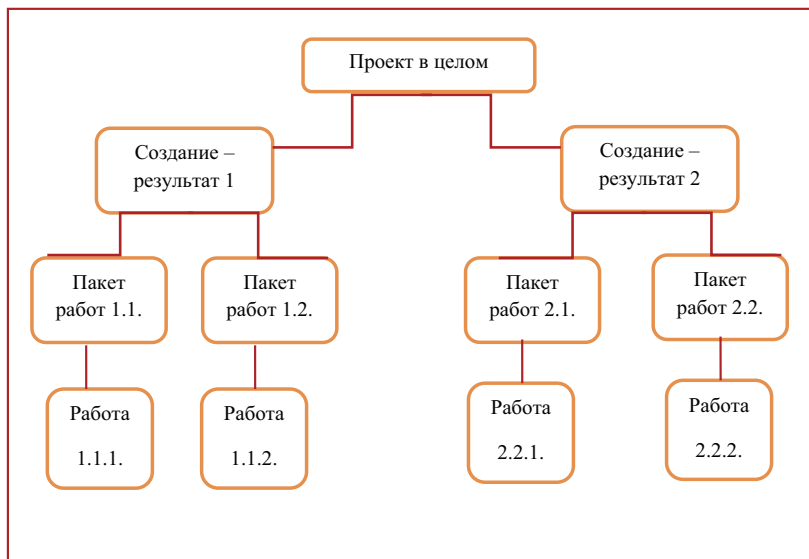 Проект в целом
Создание –
результат 1
Создание –
результат 2
Пакет
работ 1.1.
Пакет
работ 1.2.
Пакет
работ 2.1.
Пакет
работ 2.2.
Работа
1.1.1.
Работа
1.1.2.
Работа
2.2.1.
Работа
2.2.2.